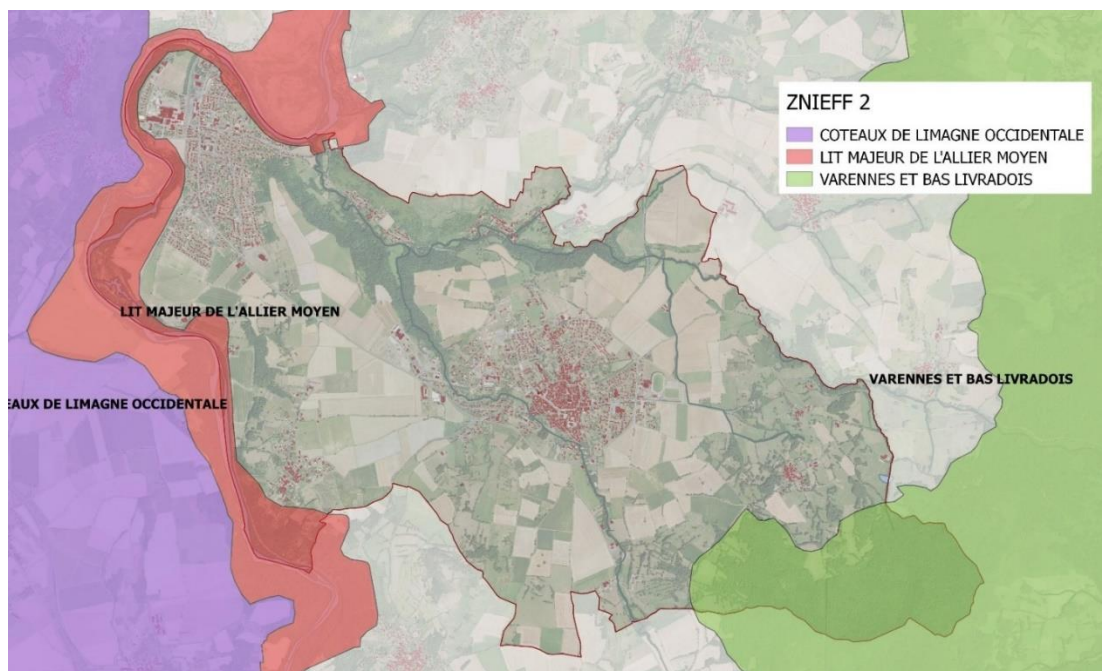 ZNIEFF 2
COTEAUX DE LIMAGNE OCCIDENTALE
LIT MAJEUR DE L'ALLIER MOYEN
VARENNES ET BAS LIVRADOIS
LIT MAJEUR DE L'ALLIER MOYEN
VARENNES ET BAS LIVRADOIS
EAUX DE LIMAGNE OCCIDENTALE